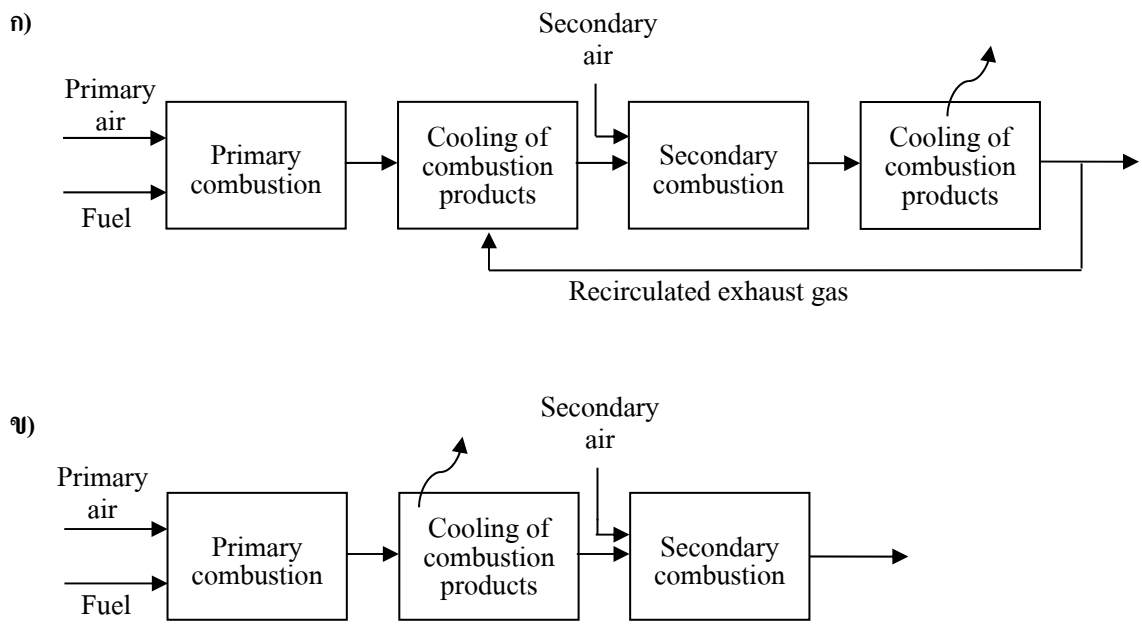 ก)
Secondary
air
Primary
air
Fuel
Primary
combustion
Cooling of
combustion
products
Secondary
combustion
Cooling of
combustion
products
Recirculated exhaust gas
ข)
Secondary
air
Primary
air
Fuel
Primary
combustion
Cooling of
combustion
products
Secondary
combustion